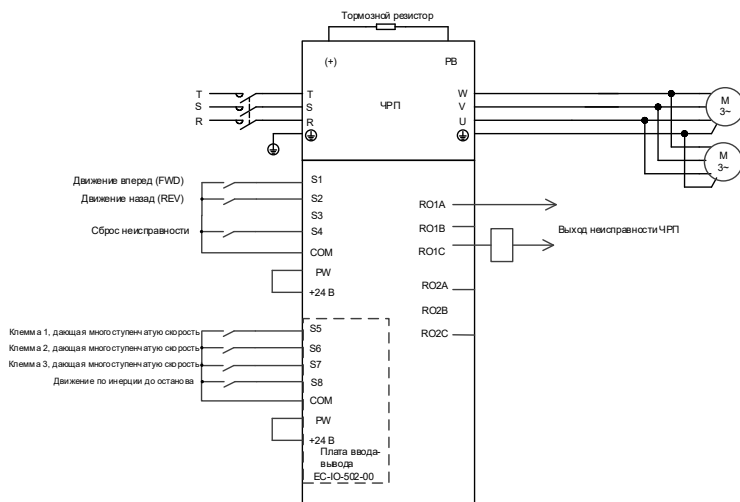 Тормозной резистор
(+)
PB
T
T
ЧРП
W
M
3~
S
S
V
R
R
U
M
3~
Движение вперед (FWD)
S1
Движение назад (REV)
S2
S3
RO1A
Сброс неисправности
S4
RO1B
Выход неисправности ЧРП
COM
RO1C
PW
+24 В
RO2A
RO2B
Клемма 1, дающая многоступенчатую скорость
S5
RO2C
Клемма 2, дающая многоступенчатую скорость
S6
Клемма 3, дающая многоступенчатую скорость
S7
Движение по инерции до останова
S8
COM
PW
+24 В
Плата ввода-
вывода
EC-IO-502-00